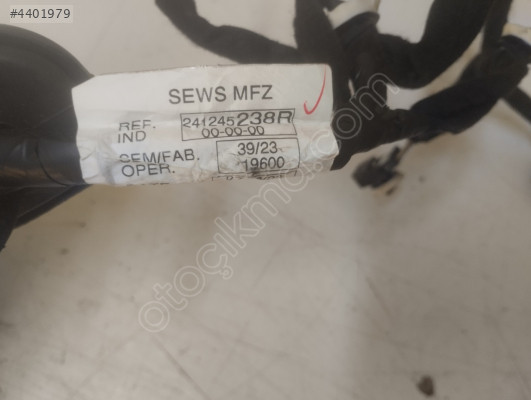 #4401979
SEWS MFZ
REF. 241245238R
IND 00-00-00
SEM/FAB. 39/23
OPER. 19600
otoçıkma.com